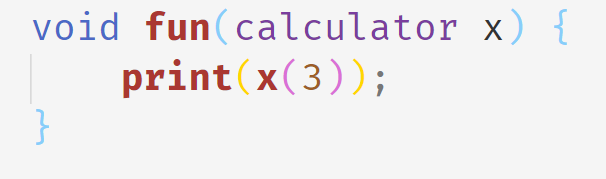 void fun(calculator x) {
    print(x(3));
}